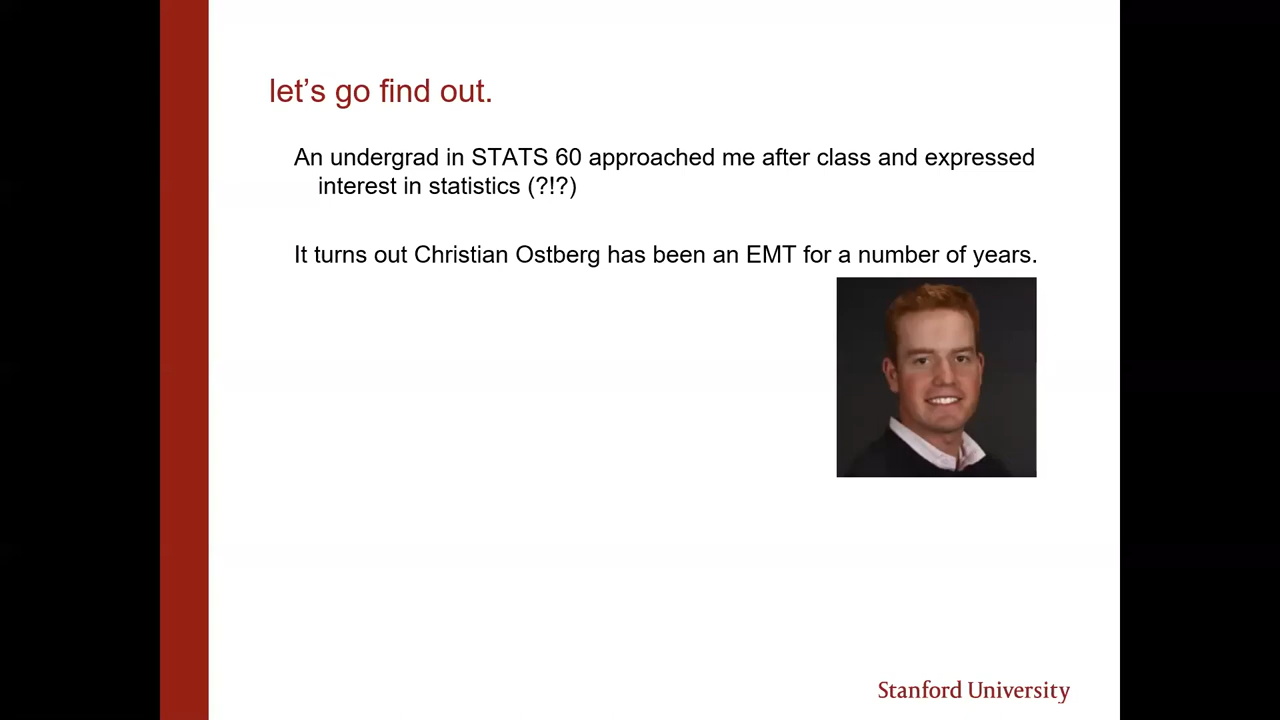 let’s go find out.
An undergrad in STATS 60 approached me after class and expressed
interest in statistics (?!?)
It turns out Christian Ostberg has been an EMT for a number of years.
Stanford University